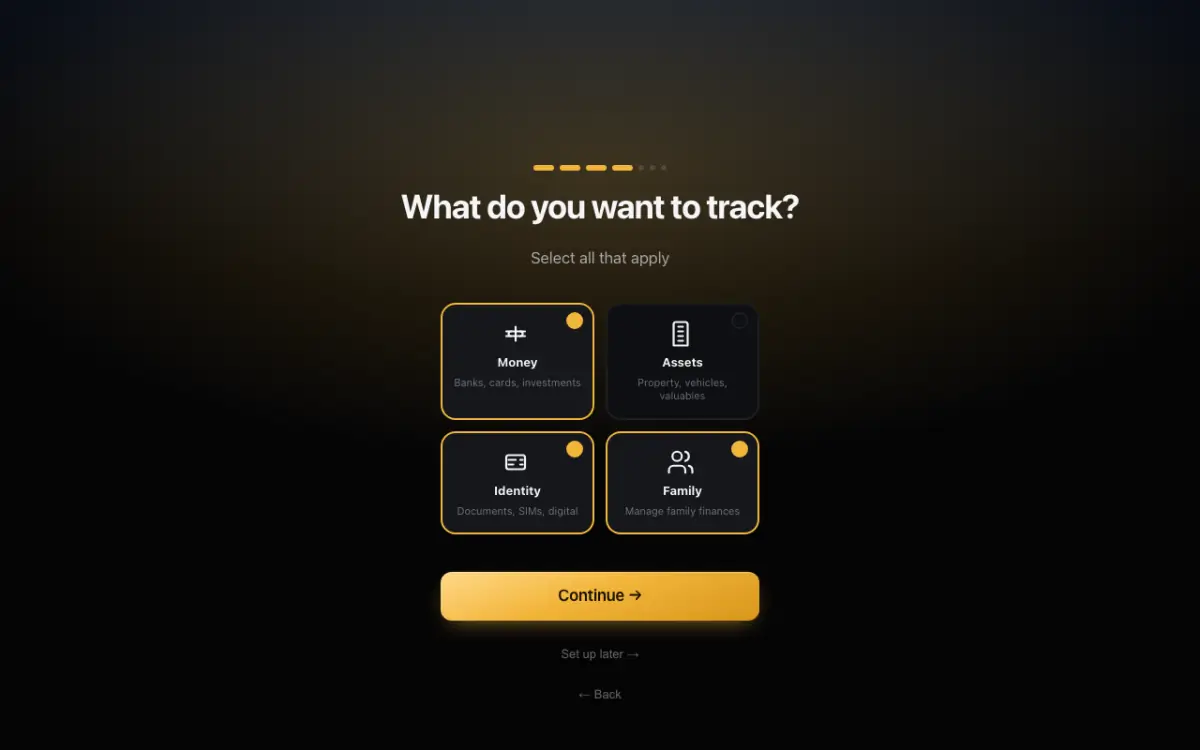 What do you want to track?
Select all that apply
Money
Banks, cards, investments
Assets
Property, vehicles,
valuables
Identity
Documents, SIMs, digital
Family
Manage family finances
Continue →
Set up later →
← Back